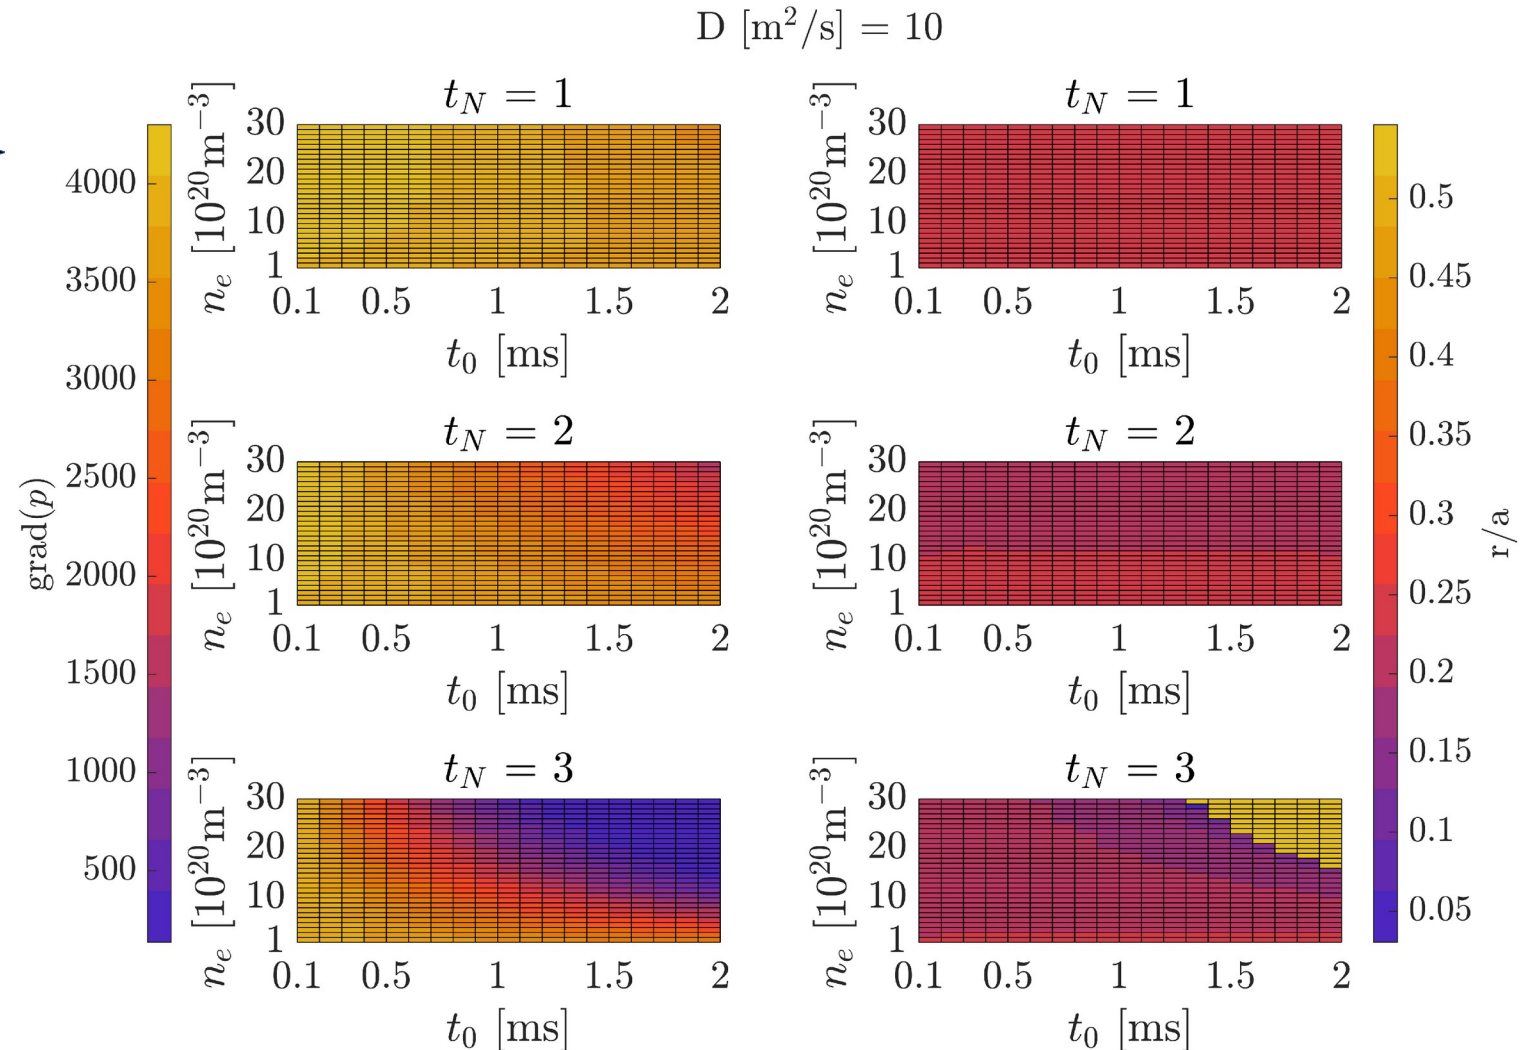 D [m²/s] = 10
t_N = 1
n_e [10²⁰m⁻³]
30
20
10
1
0.1 0.5 1 1.5 2
t_0 [ms]
t_N = 1
n_e [10²⁰m⁻³]
30
20
10
1
0.1 0.5 1 1.5 2
t_0 [ms]
t_N = 2
n_e [10²⁰m⁻³]
30
20
10
1
0.1 0.5 1 1.5 2
t_0 [ms]
t_N = 2
n_e [10²⁰m⁻³]
30
20
10
1
0.1 0.5 1 1.5 2
t_0 [ms]
t_N = 3
n_e [10²⁰m⁻³]
30
20
10
1
0.1 0.5 1 1.5 2
t_0 [ms]
t_N = 3
n_e [10²⁰m⁻³]
30
20
10
1
0.1 0.5 1 1.5 2
t_0 [ms]
grad(p)
4000
3500
3000
2500
2000
1500
1000
500
r/a
0.5
0.45
0.4
0.35
0.3
0.25
0.2
0.15
0.1
0.05